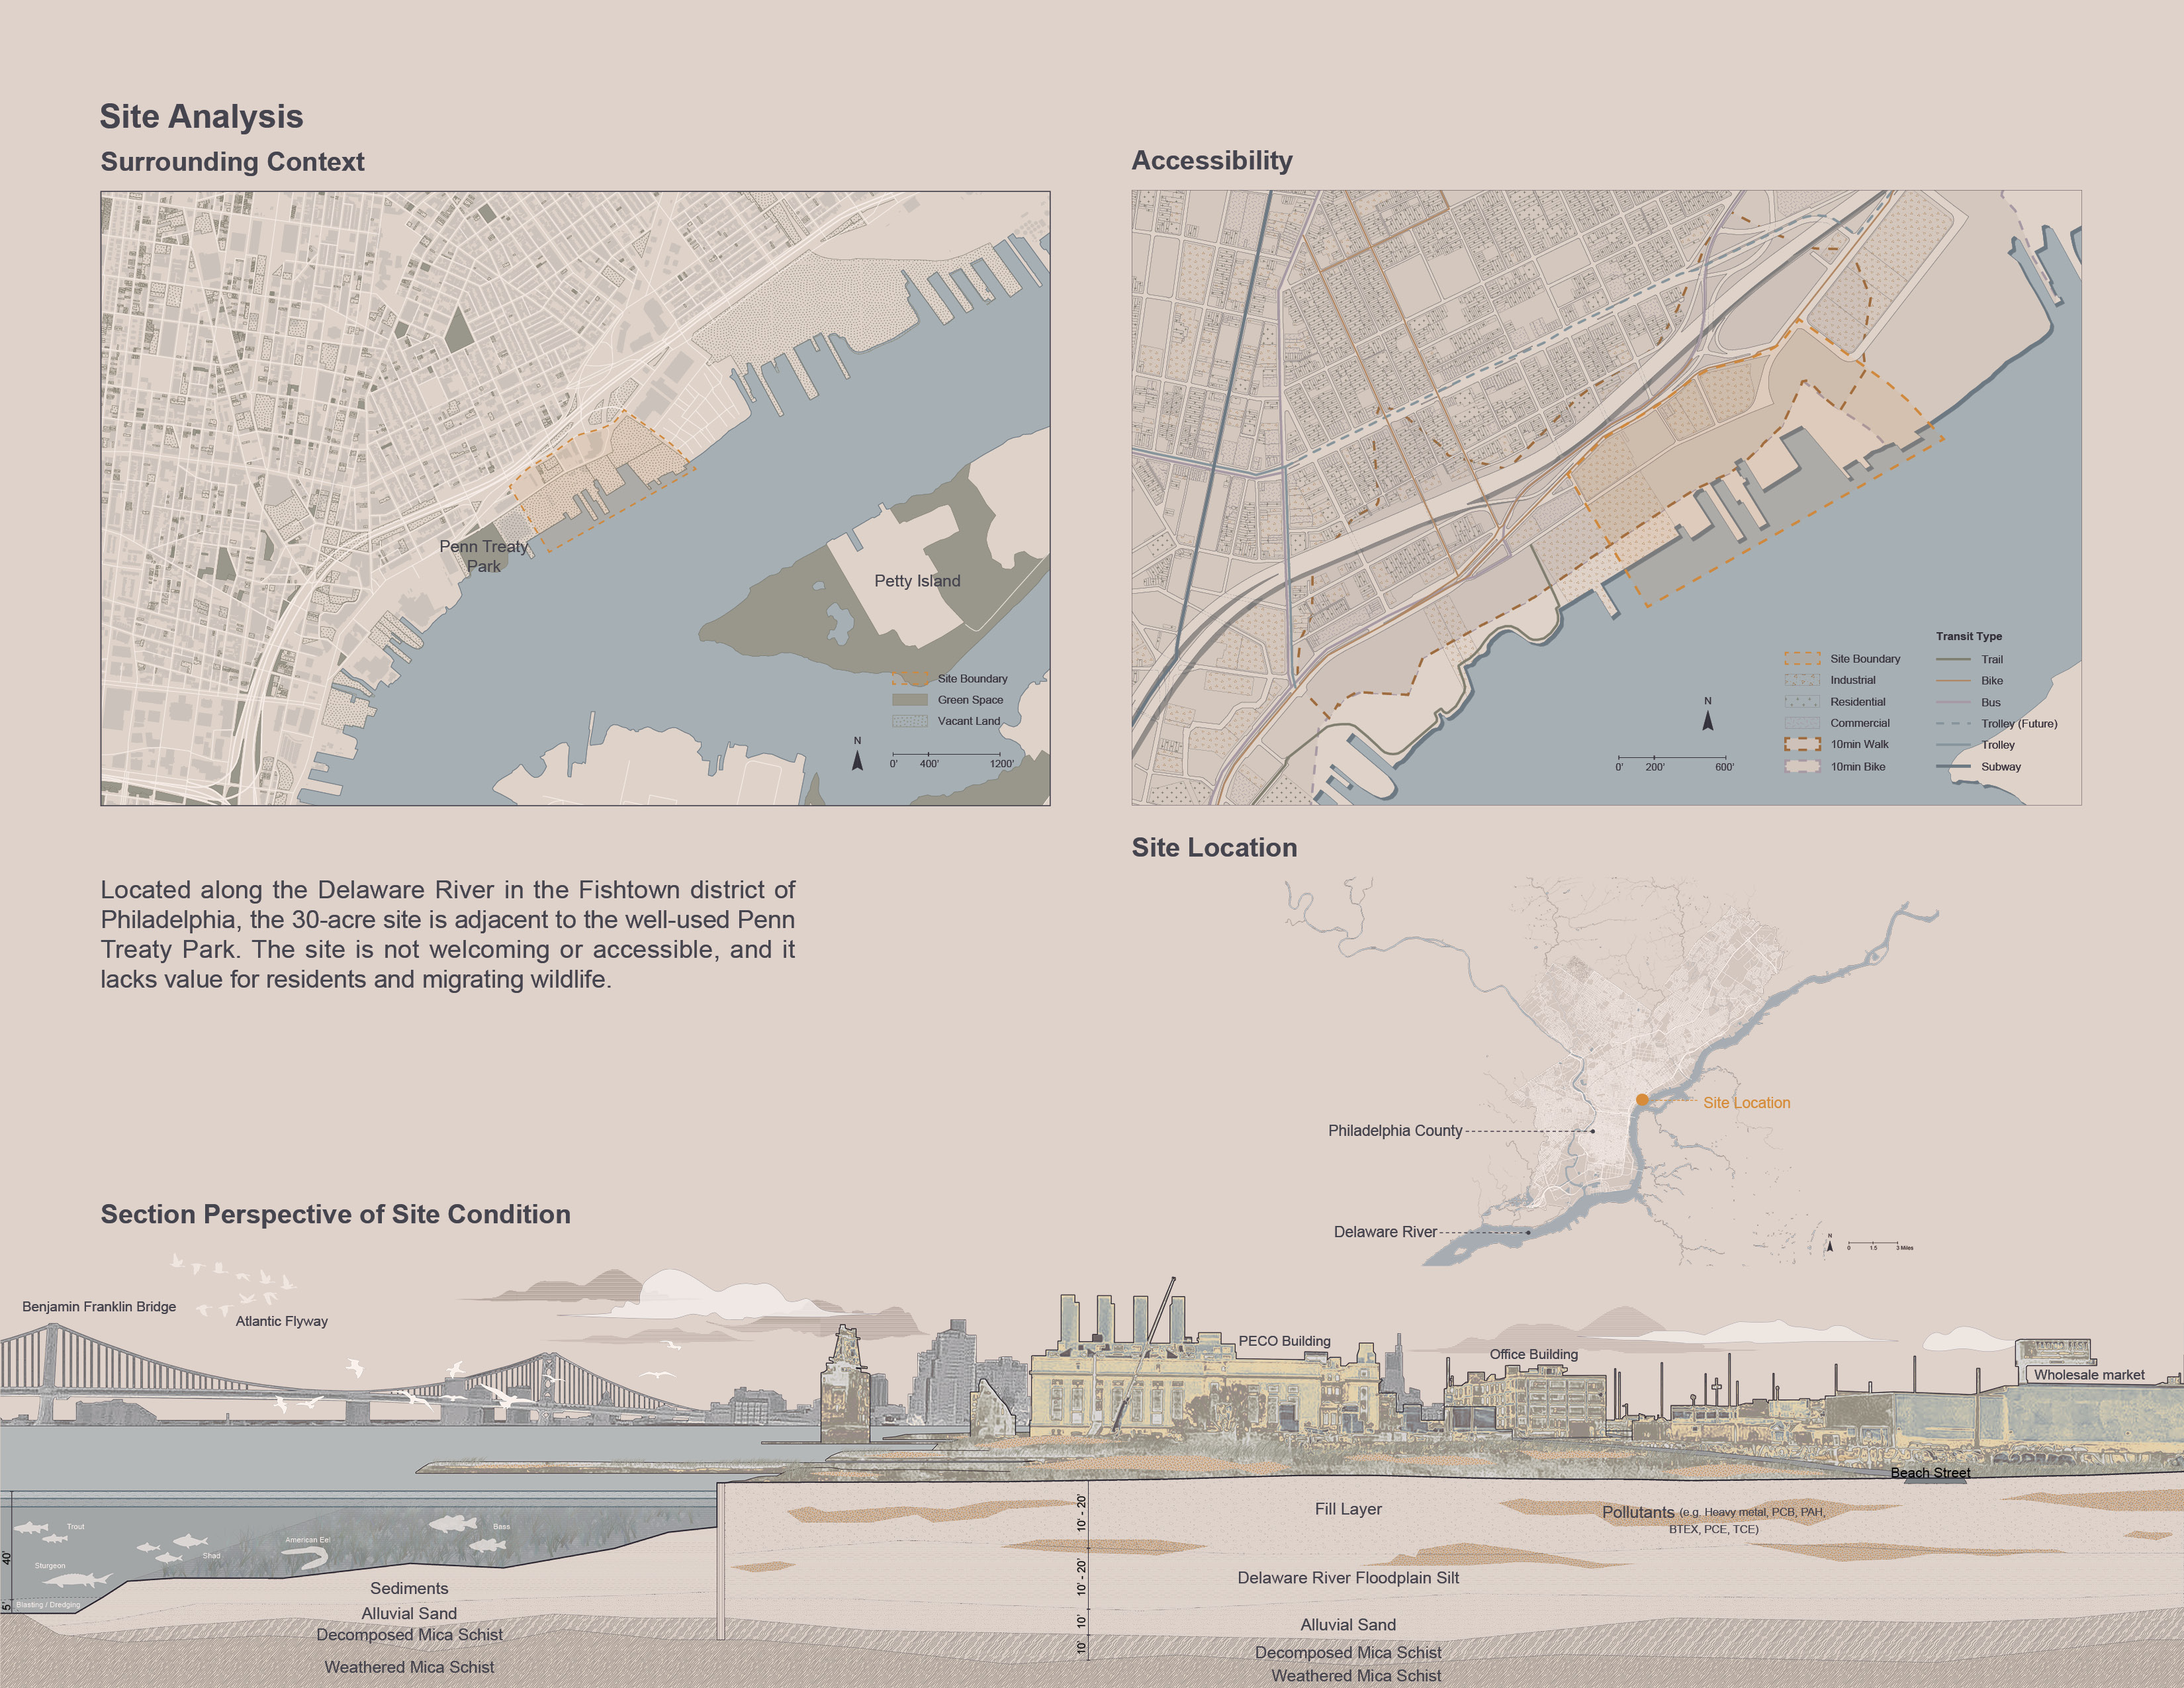 Site Analysis
Surrounding Context
Penn Treaty
Park
Petty Island
Site Boundary
Green Space
Vacant Land
N
0' 400' 1200'
Accessibility
Transit Type
Site Boundary
Industrial
Residential
Commercial
10min Walk
10min Bike
Trail
Bike
Bus
Trolley (Future)
Trolley
Subway
N
0' 200' 600'
Located along the Delaware River in the Fishtown district of
Philadelphia, the 30-acre site is adjacent to the well-used Penn
Treaty Park. The site is not welcoming or accessible, and it
lacks value for residents and migrating wildlife.
Site Location
Site Location
Philadelphia County
Delaware River
N
0 1.5 3 Miles
Section Perspective of Site Condition
Benjamin Franklin Bridge
Atlantic Flyway
PECO Building
Office Building
Wholesale market
Beach Street
Trout
Shad
Sturgeon
American Eel
Bass
Blasting / Dredging
40'
5'
Sediments
Alluvial Sand
Decomposed Mica Schist
Weathered Mica Schist
10' - 20'
10' - 20'
10'
10'
Fill Layer
Pollutants (e.g. Heavy metal, PCB, PAH,
BTEX, PCE, TCE)
Delaware River Floodplain Silt
Alluvial Sand
Decomposed Mica Schist
Weathered Mica Schist